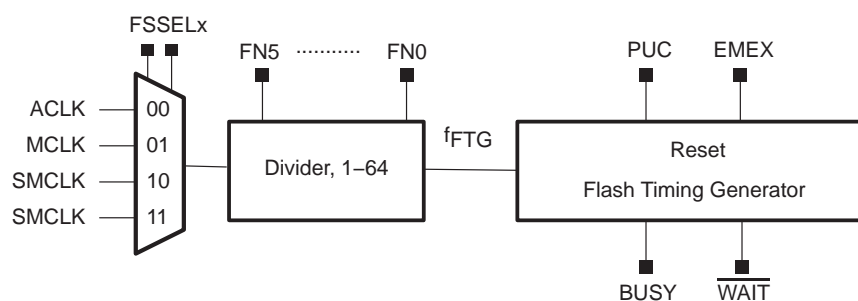 FSSELx
FN5 ........... FN0
PUC EMEX
ACLK 00
MCLK 01
SMCLK 10
SMCLK 11
Divider, 1–64
fFTG
Reset
Flash Timing Generator
BUSY WAIT